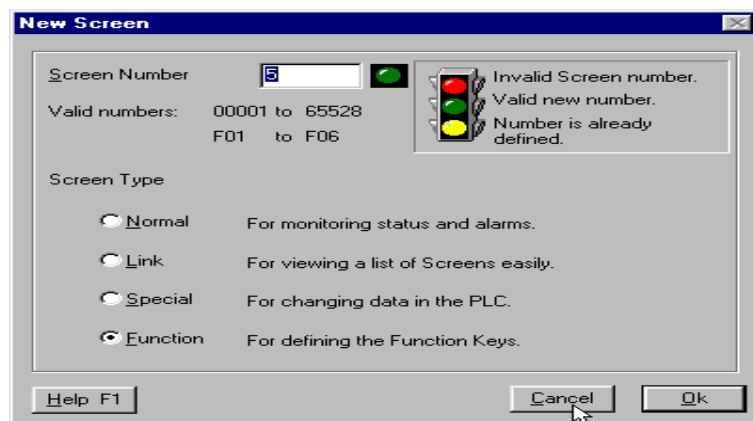 New Screen
Screen Number 5
Valid numbers: 00001 to 65528
F01 to F06
Invalid Screen number.
Valid new number.
Number is already
defined.
Screen Type
Normal For monitoring status and alarms.
Link For viewing a list of Screens easily.
Special For changing data in the PLC.
Function For defining the Function Keys.
Help F1
Cancel
Ok